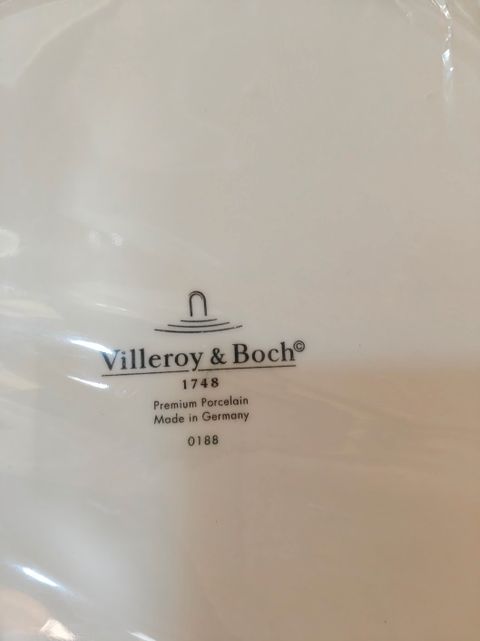 Villeroy & Boch©
1748
Premium Porcelain
Made in Germany
0188